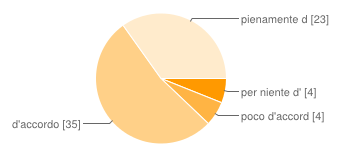 pienamente d [23]
per niente d' [4]
poco d'accord [4]
d'accordo [35]